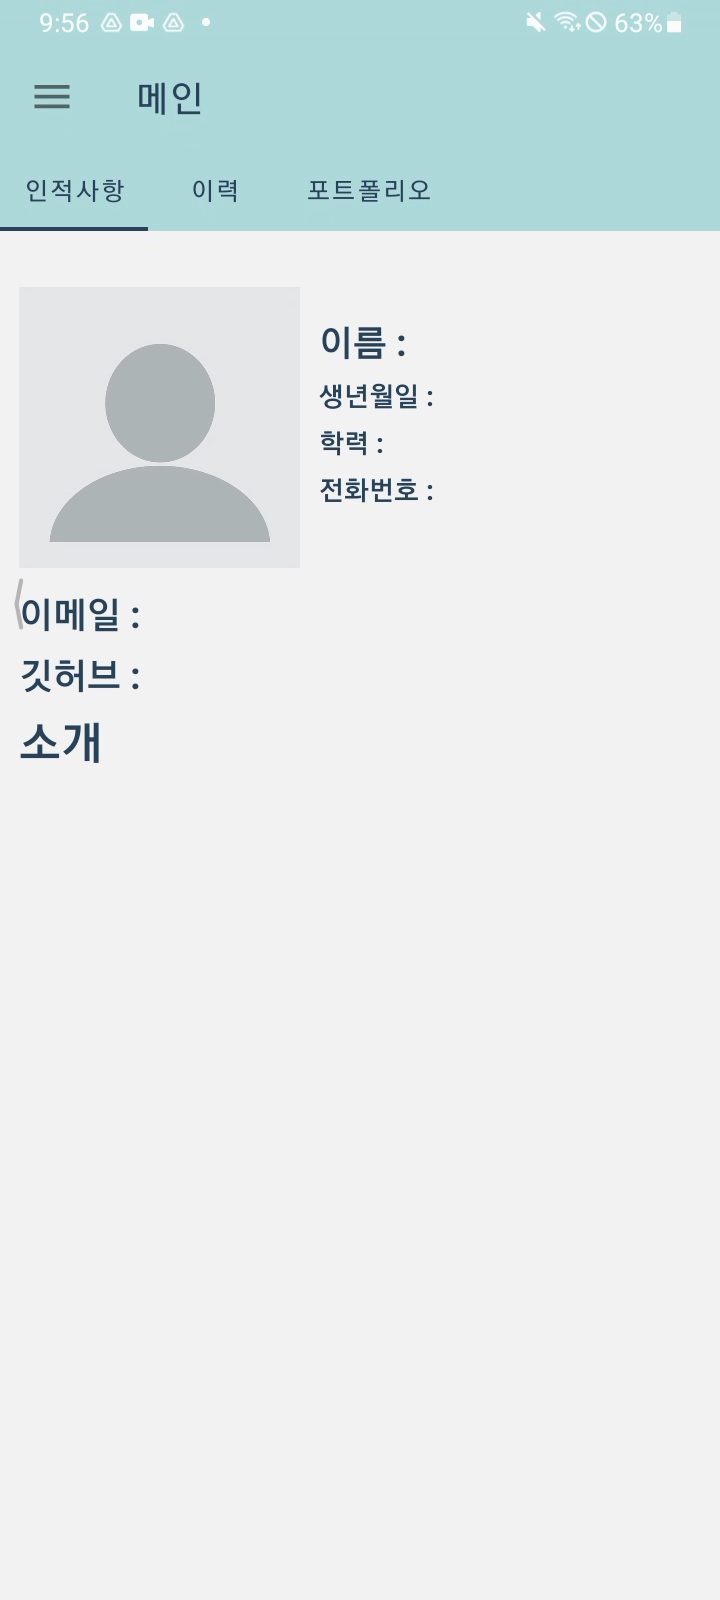 9:56 63%
메인
인적사항 이력 포트폴리오
이름 :
생년월일 :
학력 :
전화번호 :
이메일 :
깃허브 :
소개